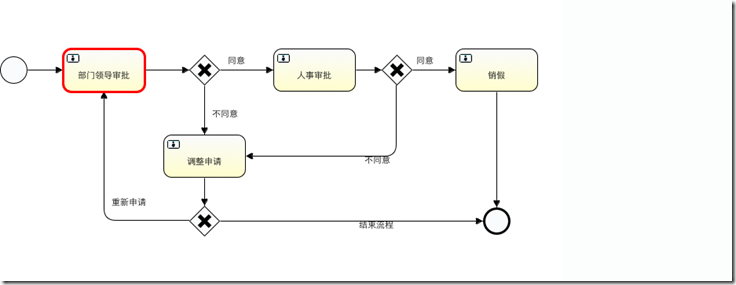 同意
同意
部门领导审批
人事审批
销假
不同意
调整申请
不同意
重新申请
结束流程